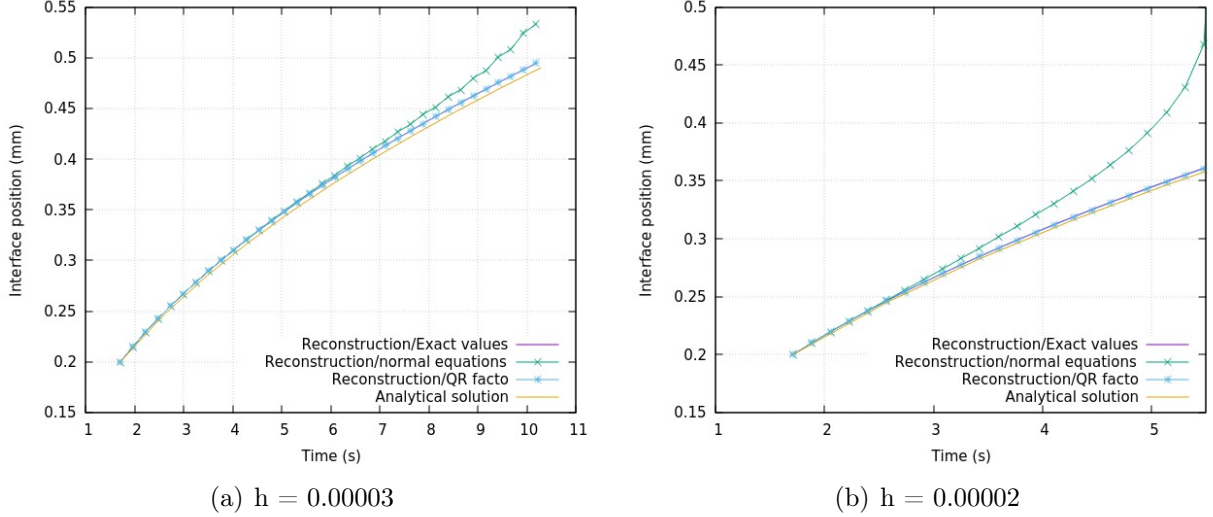 0.55
0.5
0.45
0.4
0.35
0.3
0.25
0.2
0.15
Interface position (mm)
Reconstruction/Exact values
Reconstruction/normal equations
Reconstruction/QR facto
Analytical solution
1 2 3 4 5 6 7 8 9 10 11
Time (s)
(a) h = 0.00003
0.5
0.45
0.4
0.35
0.3
0.25
0.2
0.15
Interface position (mm)
Reconstruction/Exact values
Reconstruction/normal equations
Reconstruction/QR facto
Analytical solution
1 2 3 4 5
Time (s)
(b) h = 0.00002